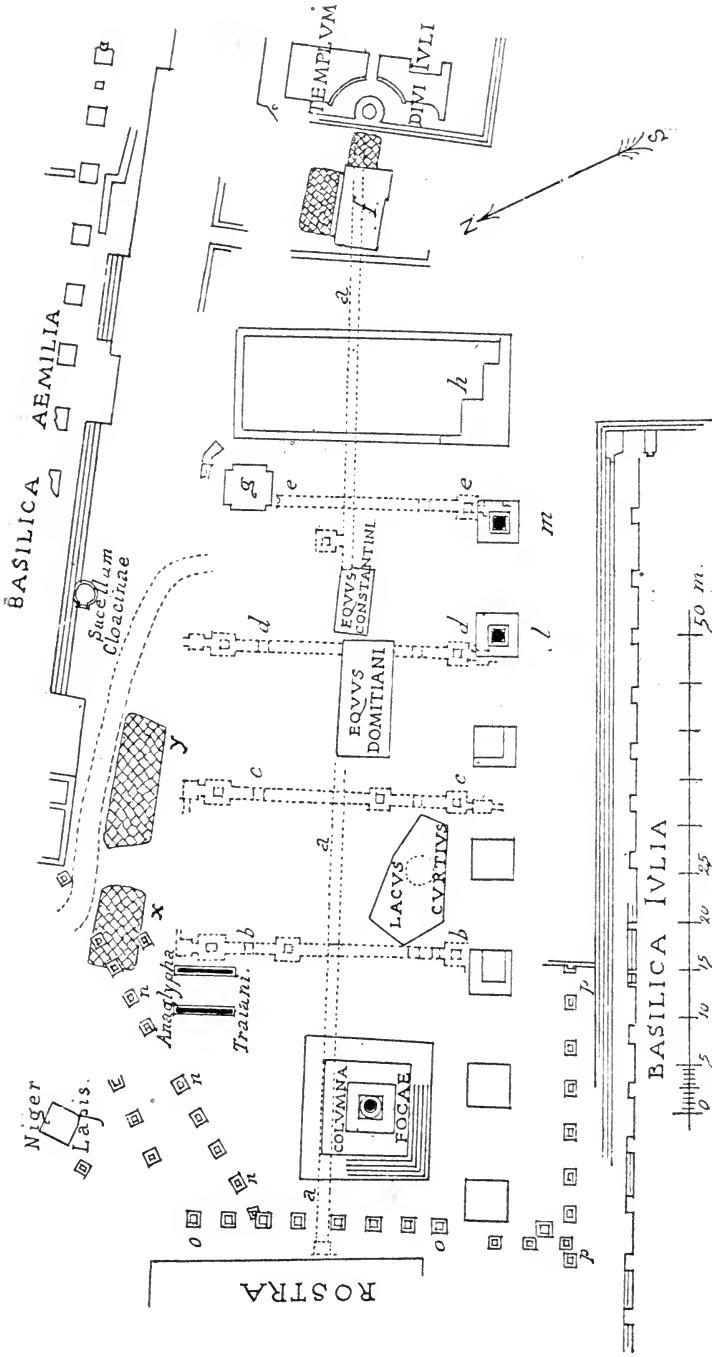 TEMPLVM
DIVI IVLI
a
BASILICA AEMILIA
f
N
S
a
h
g
e
e
m
Sacellum
Cloacinae
EQVVS
CONSTANTINI
d
d
l
EQVVS
DOMITIANI
y
c
c
a
LACVS
CVRTIVS
x
b
b
n
Anaglypha
Traiani.
Niger
Lapis.
n
n
COLVMNA
FOCAE
a
o
o
p
p
ROSTRA
BASILICA IVLIA
0 5 10 15 20 25 50 m.